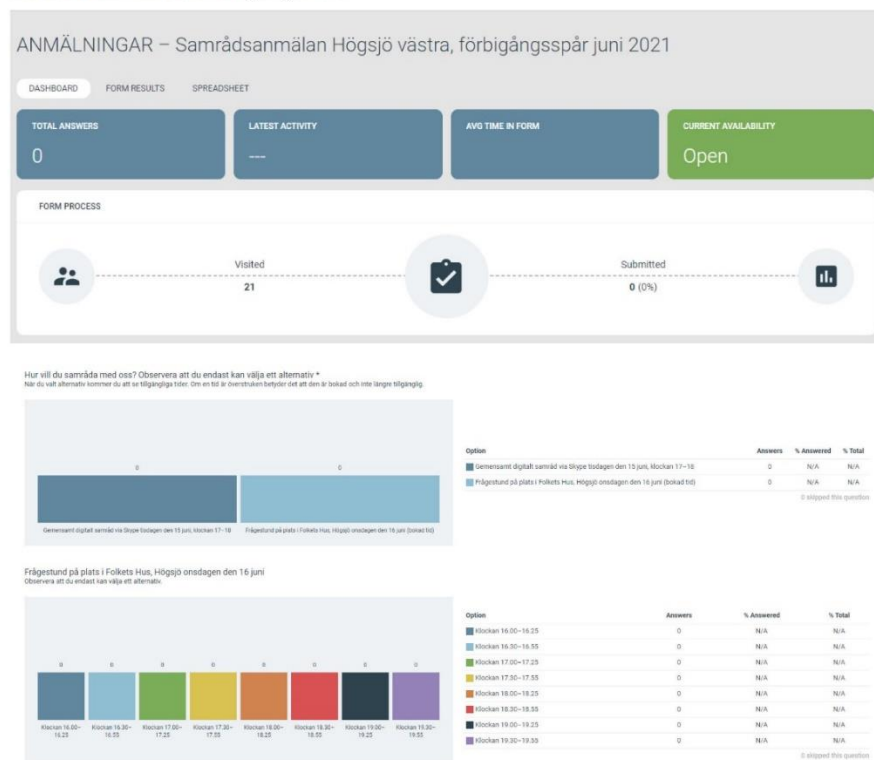 ANMÄLNINGAR – Samrådsanmälan Högsjö västra, förbigångsspår juni 2021
DASHBOARD FORM RESULTS SPREADSHEET
TOTAL ANSWERS LATEST ACTIVITY AVG TIME IN FORM CURRENT AVAILABILITY
0 --- Open
FORM PROCESS
Visited Submitted
21 0 (0%)
Hur vill du samråda med oss? Observera att du endast kan välja ett alternativ *
När du valt alternativ kommer du att se tillgängliga tider. Om en tid är överstruken betyder det att den är bokad och inte längre tillgänglig.
0 0
Gemensamt digitalt samråd via Skype tisdagen den 15 juni, klockan 17–18 Frågestund på plats i Folkets Hus, Högsjö onsdagen den 16 juni (bokad tid)
Option Answers % Answered % Total
Gemensamt digitalt samråd via Skype tisdagen den 15 juni, klockan 17–18 0 N/A N/A
Frågestund på plats i Folkets Hus, Högsjö onsdagen den 16 juni (bokad tid) 0 N/A N/A
0 skipped this question
Frågestund på plats i Folkets Hus, Högsjö onsdagen den 16 juni
Observera att du endast kan välja ett alternativ.
0 0 0 0 0 0 0 0
Klockan 16.00– Klockan 16.30– Klockan 17.00– Klockan 17.30– Klockan 18.00– Klockan 18.30– Klockan 19.00– Klockan 19.30–
16.25 16.55 17.25 17.55 18.25 18.55 19.25 19.55
Option Answers % Answered % Total
Klockan 16.00–16.25 0 N/A N/A
Klockan 16.30–16.55 0 N/A N/A
Klockan 17.00–17.25 0 N/A N/A
Klockan 17.30–17.55 0 N/A N/A
Klockan 18.00–18.25 0 N/A N/A
Klockan 18.30–18.55 0 N/A N/A
Klockan 19.00–19.25 0 N/A N/A
Klockan 19.30–19.55 0 N/A N/A
0 skipped this question